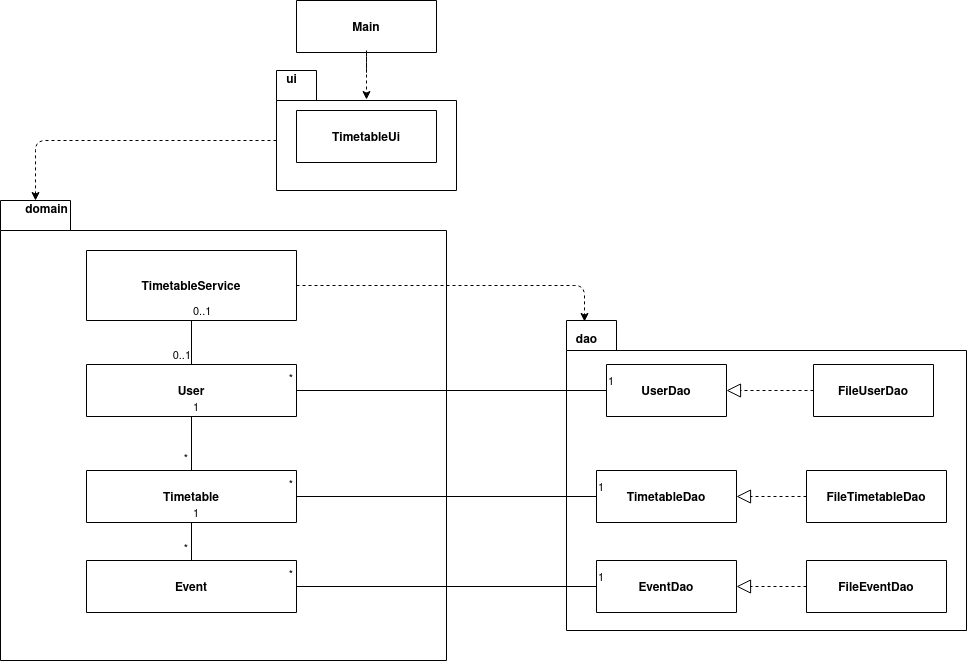 Main
ui
TimetableUi
domain
TimetableService
0..1
0..1
dao
User
*
1
1
UserDao
FileUserDao
*
Timetable
*
1
1
TimetableDao
FileTimetableDao
*
Event
*
1
EventDao
FileEventDao